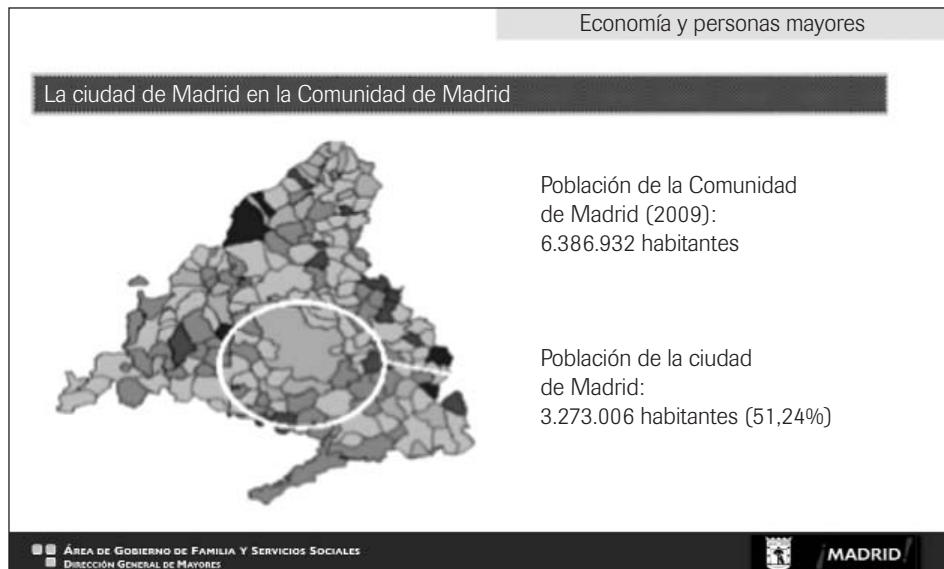 Economía y personas mayores
La ciudad de Madrid en la Comunidad de Madrid
Población de la Comunidad
de Madrid (2009):
6.386.932 habitantes
Población de la ciudad
de Madrid:
3.273.006 habitantes (51,24%)
ÁREA DE GOBIERNO DE FAMILIA Y SERVICIOS SOCIALES
DIRECCIÓN GENERAL DE MAYORES
¡MADRID!